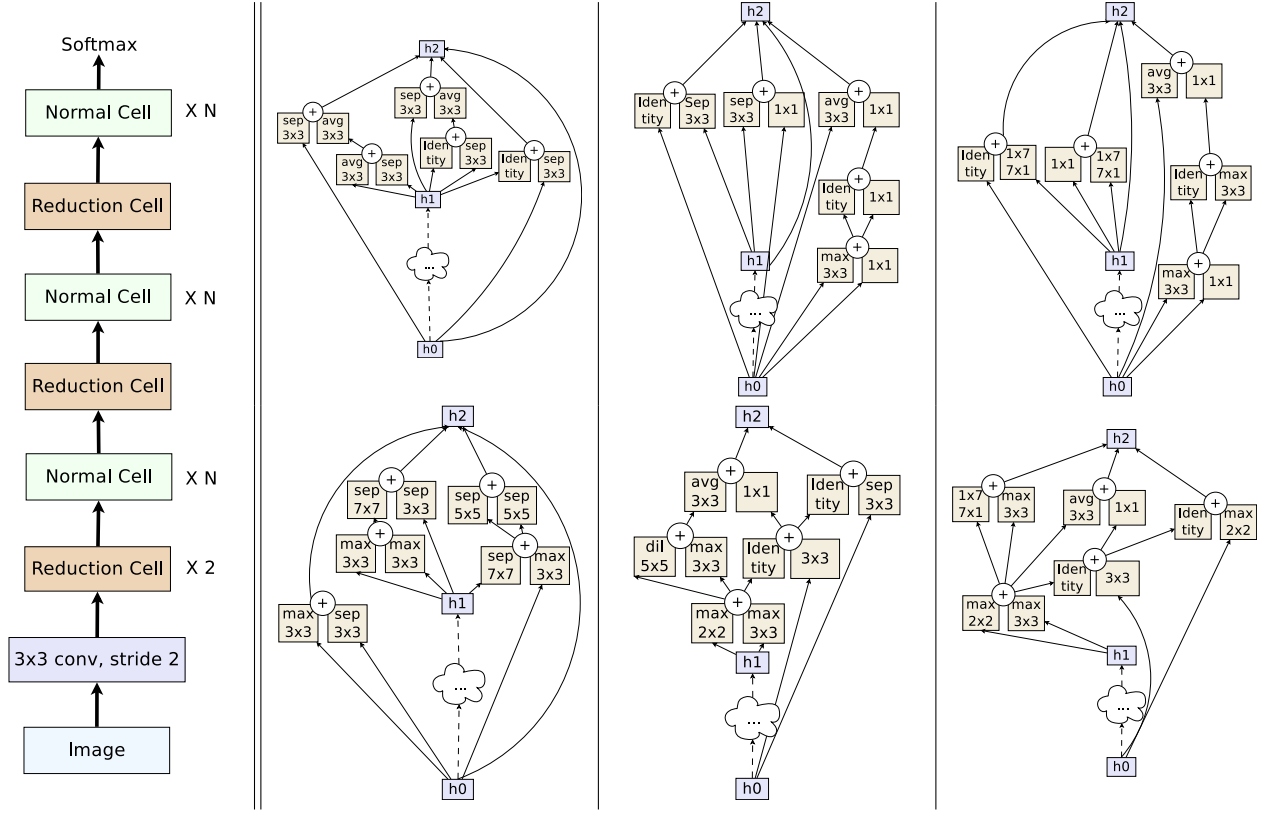 Softmax
Normal Cell
X N
Reduction Cell
Normal Cell
X N
Reduction Cell
Normal Cell
X N
Reduction Cell
X 2
3x3 conv, stride 2
Image
h2
+
sep
3x3
avg
3x3
+
sep
3x3
avg
3x3
+
avg
3x3
sep
3x3
+
Iden
tity
sep
3x3
+
Iden
tity
sep
3x3
h1
...
h0
h2
+
sep
7x7
sep
3x3
+
sep
5x5
sep
5x5
+
max
3x3
max
3x3
+
sep
7x7
max
3x3
+
max
3x3
sep
3x3
h1
...
h0
h2
+
Iden
tity
Sep
3x3
+
sep
3x3
1x1
+
avg
3x3
1x1
+
Iden
tity
1x1
+
max
3x3
1x1
h1
...
h0
h2
+
avg
3x3
1x1
+
Iden
tity
sep
3x3
+
dil
5x5
max
3x3
+
Iden
tity
3x3
+
max
2x2
max
3x3
h1
...
h0
h2
+
avg
3x3
1x1
+
Iden
tity
1x7
7x1
+
1x1
1x7
7x1
+
Iden
tity
max
3x3
+
max
3x3
1x1
h1
...
h0
h2
+
1x7
7x1
max
3x3
+
avg
3x3
1x1
+
Iden
tity
max
2x2
+
Iden
tity
3x3
+
max
2x2
max
3x3
h1
...
h0